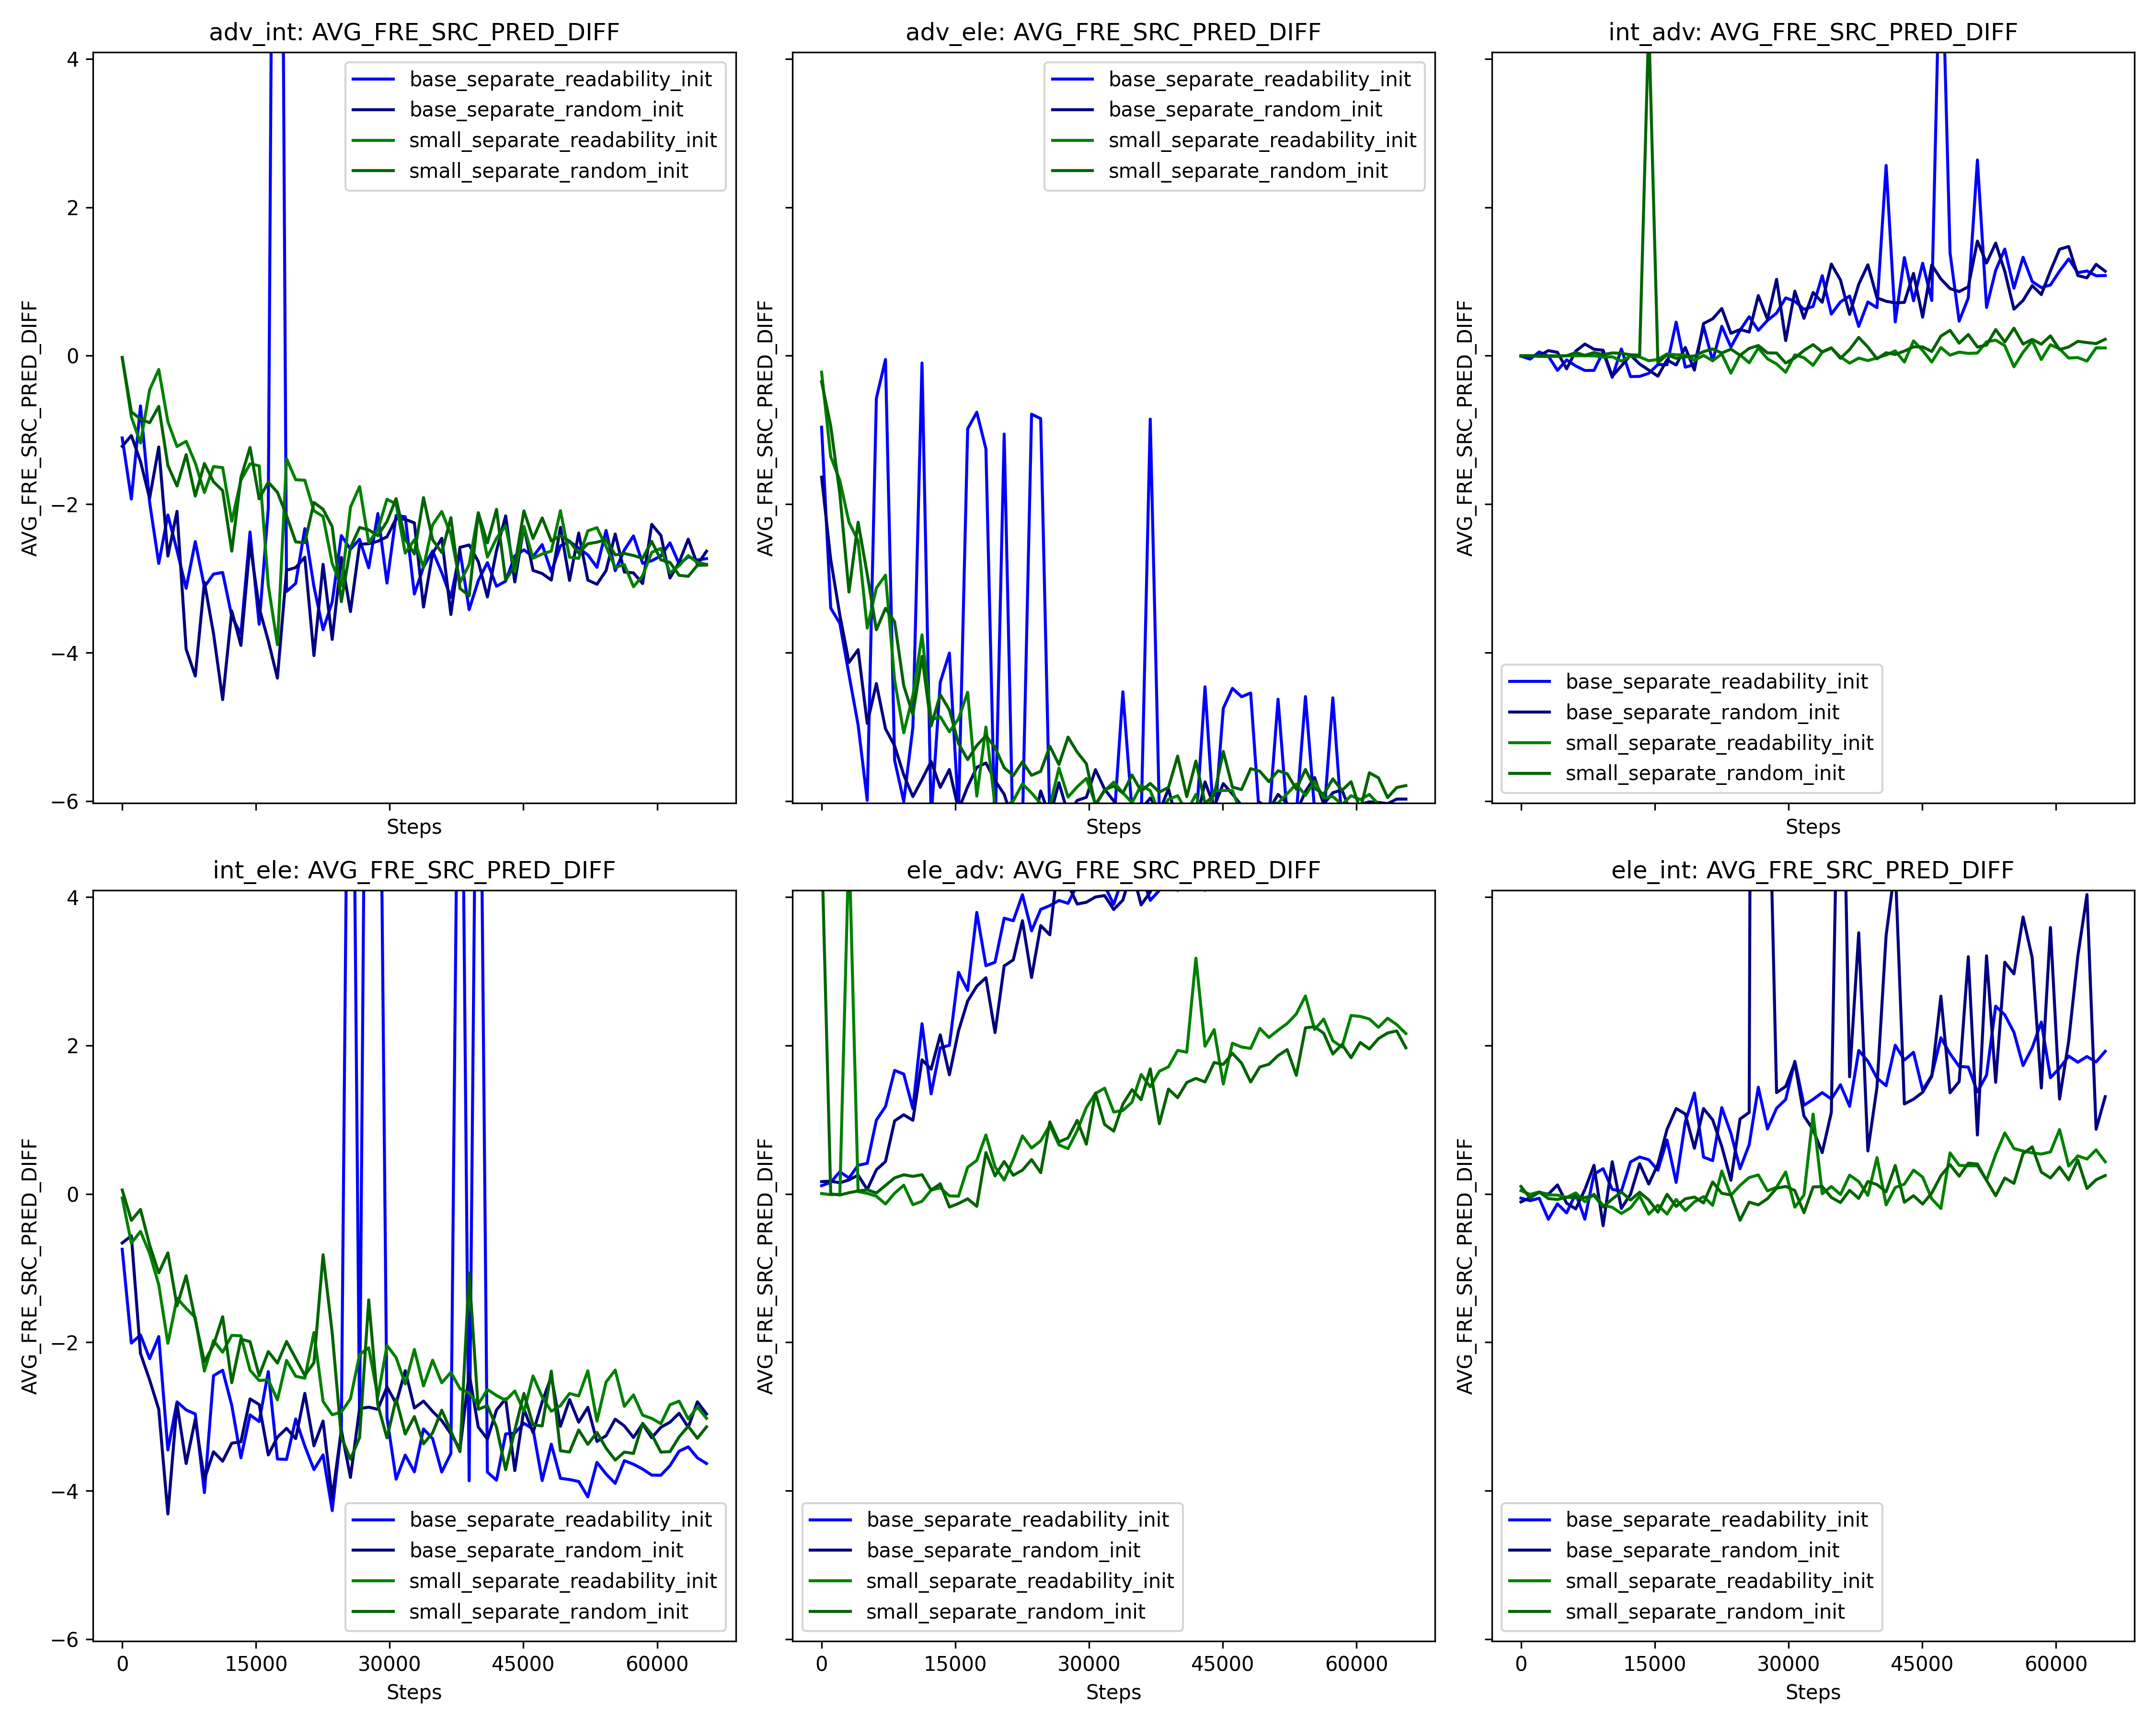 adv_int: AVG_FRE_SRC_PRED_DIFF
adv_ele: AVG_FRE_SRC_PRED_DIFF
int_adv: AVG_FRE_SRC_PRED_DIFF
4
2
0
−2
−4
−6
AVG_FRE_SRC_PRED_DIFF
base_separate_readability_init
base_separate_random_init
small_separate_readability_init
small_separate_random_init
Steps
AVG_FRE_SRC_PRED_DIFF
base_separate_readability_init
base_separate_random_init
small_separate_readability_init
small_separate_random_init
Steps
AVG_FRE_SRC_PRED_DIFF
base_separate_readability_init
base_separate_random_init
small_separate_readability_init
small_separate_random_init
Steps
int_ele: AVG_FRE_SRC_PRED_DIFF
ele_adv: AVG_FRE_SRC_PRED_DIFF
ele_int: AVG_FRE_SRC_PRED_DIFF
4
2
0
−2
−4
−6
AVG_FRE_SRC_PRED_DIFF
base_separate_readability_init
base_separate_random_init
small_separate_readability_init
small_separate_random_init
0 15000 30000 45000 60000
Steps
AVG_FRE_SRC_PRED_DIFF
base_separate_readability_init
base_separate_random_init
small_separate_readability_init
small_separate_random_init
0 15000 30000 45000 60000
Steps
AVG_FRE_SRC_PRED_DIFF
base_separate_readability_init
base_separate_random_init
small_separate_readability_init
small_separate_random_init
0 15000 30000 45000 60000
Steps